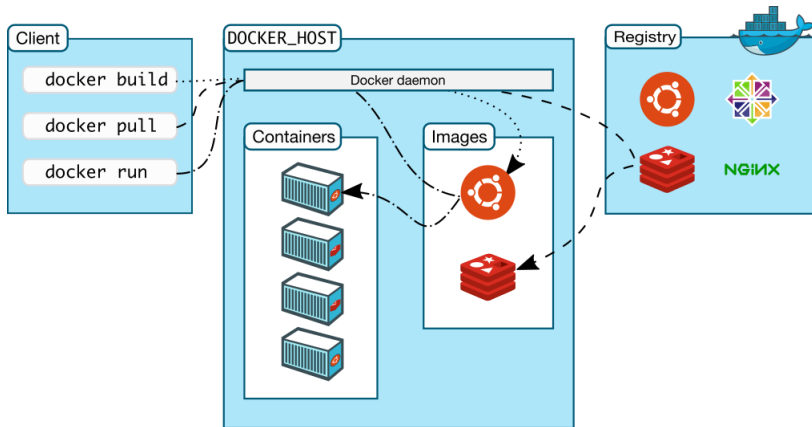 Client
docker build
docker pull
docker run
DOCKER_HOST
Docker daemon
Containers
Images
Registry
NGINX